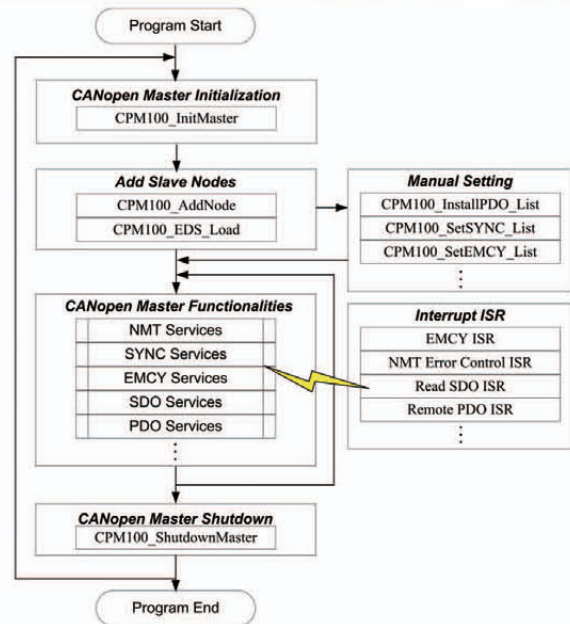 Program Start
CANopen Master Initialization
CPM100_InitMaster
Add Slave Nodes
CPM100_AddNode
CPM100_EDS_Load
Manual Setting
CPM100_InstallPDO_List
CPM100_SetSYNC_List
CPM100_SetEMCY_List
CANopen Master Functionalities
NMT Services
SYNC Services
EMCY Services
SDO Services
PDO Services
Interrupt ISR
EMCY ISR
NMT Error Control ISR
Read SDO ISR
Remote PDO ISR
CANopen Master Shutdown
CPM100_ShutdownMaster
Program End